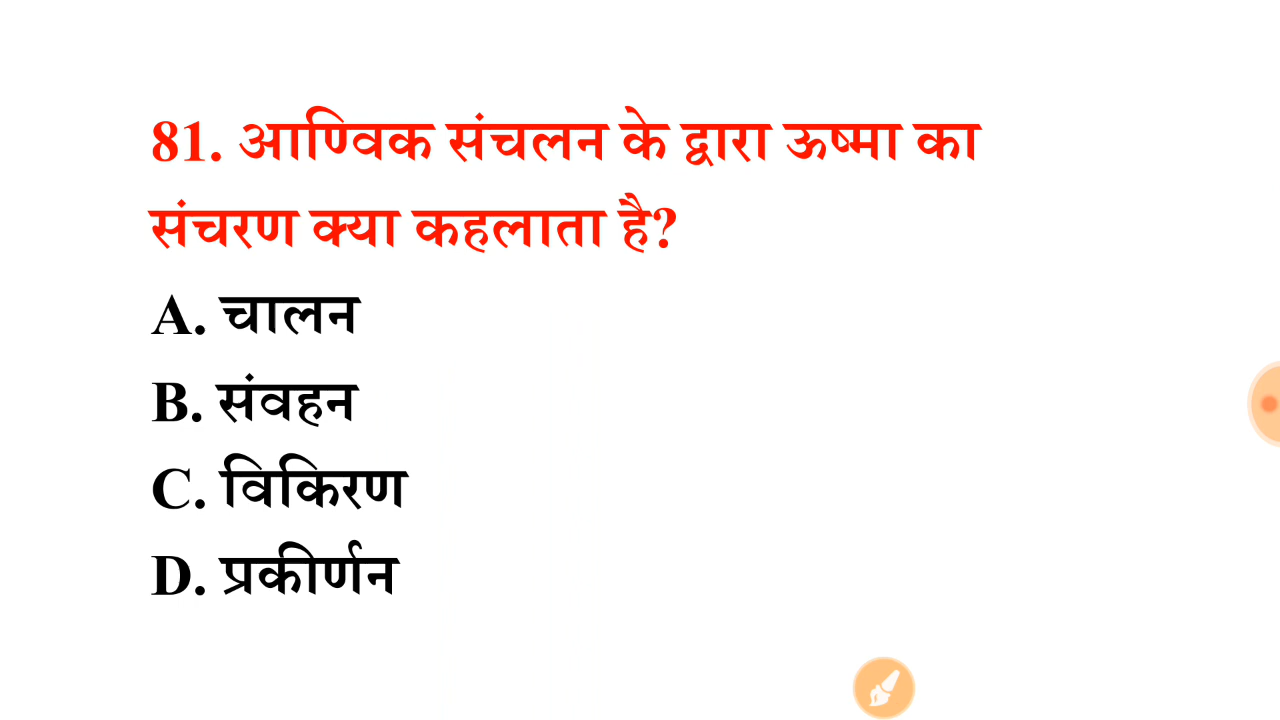 81. आण्विक संचलन के द्वारा ऊष्मा का
संचरण क्या कहलाता है?
A. चालन
B. संवहन
C. विकिरण
D. प्रकीर्णन